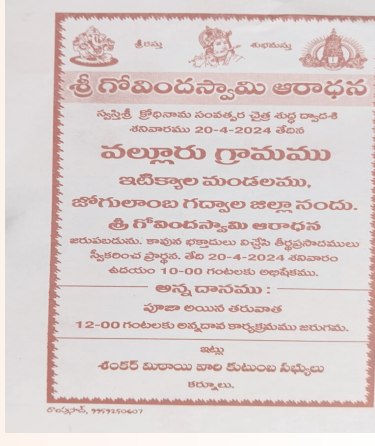 శ్రీరస్తు శుభమస్తు
శ్రీ గోవిందస్వామి ఆరాధన
స్వస్తిశ్రీ క్రోధినామ సంవత్సర చైత్ర శుద్ధ ద్వాదశి
శనివారము 20-4-2024 తేదిన
వల్లూరు గ్రామము
ఇటిక్యాల మండలము,
జోగులాంబ గద్వాల జిల్లా నందు.
శ్రీ గోవిందస్వామి ఆరాధన
జరుపబడును. కావున భక్తాదులు విచ్చేసి తీర్థప్రసాదములు
స్వీకరించ ప్రార్థన. తేది 20-4-2024 శనివారం
ఉదయం 10-00 గంటలకు అభిషేకము.
అన్నదానము :
పూజా అయిన తరువాత
12-00 గంటలకు అన్నదాన కార్యక్రమము జరుగును.
ఇట్లు
శంకర్ మిఠాయి వారి కుటుంబ సభ్యులు
కర్నూలు.
9959250607